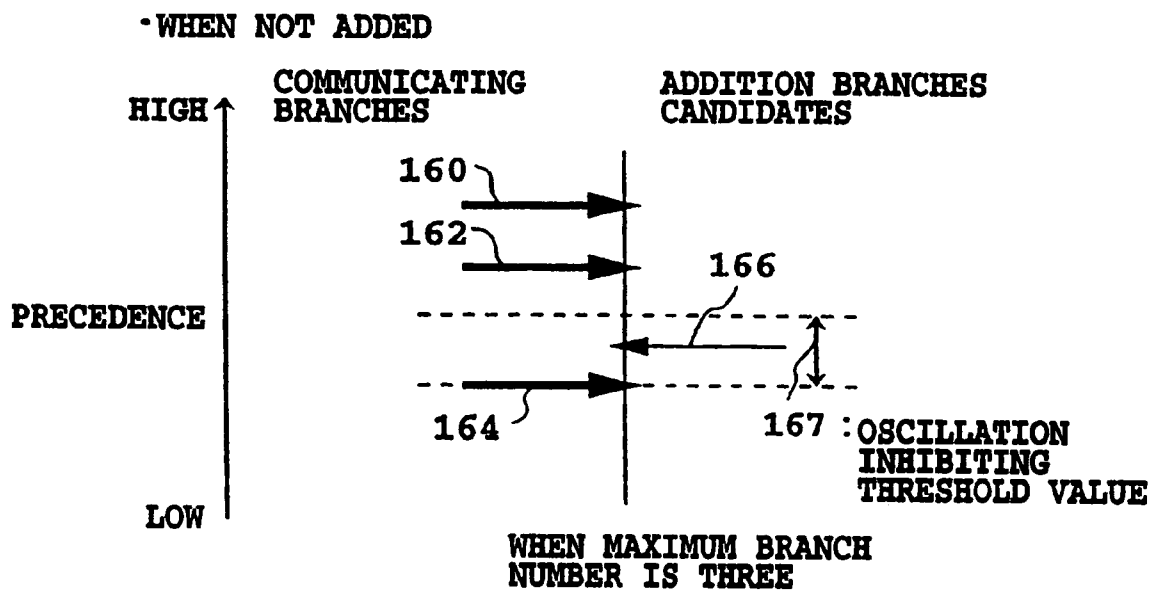 ·WHEN NOT ADDED
COMMUNICATING
BRANCHES
ADDITION BRANCHES
CANDIDATES
HIGH
160
162
166
PRECEDENCE
164
167 :OSCILLATION
INHIBITING
THRESHOLD VALUE
LOW
WHEN MAXIMUM BRANCH
NUMBER IS THREE